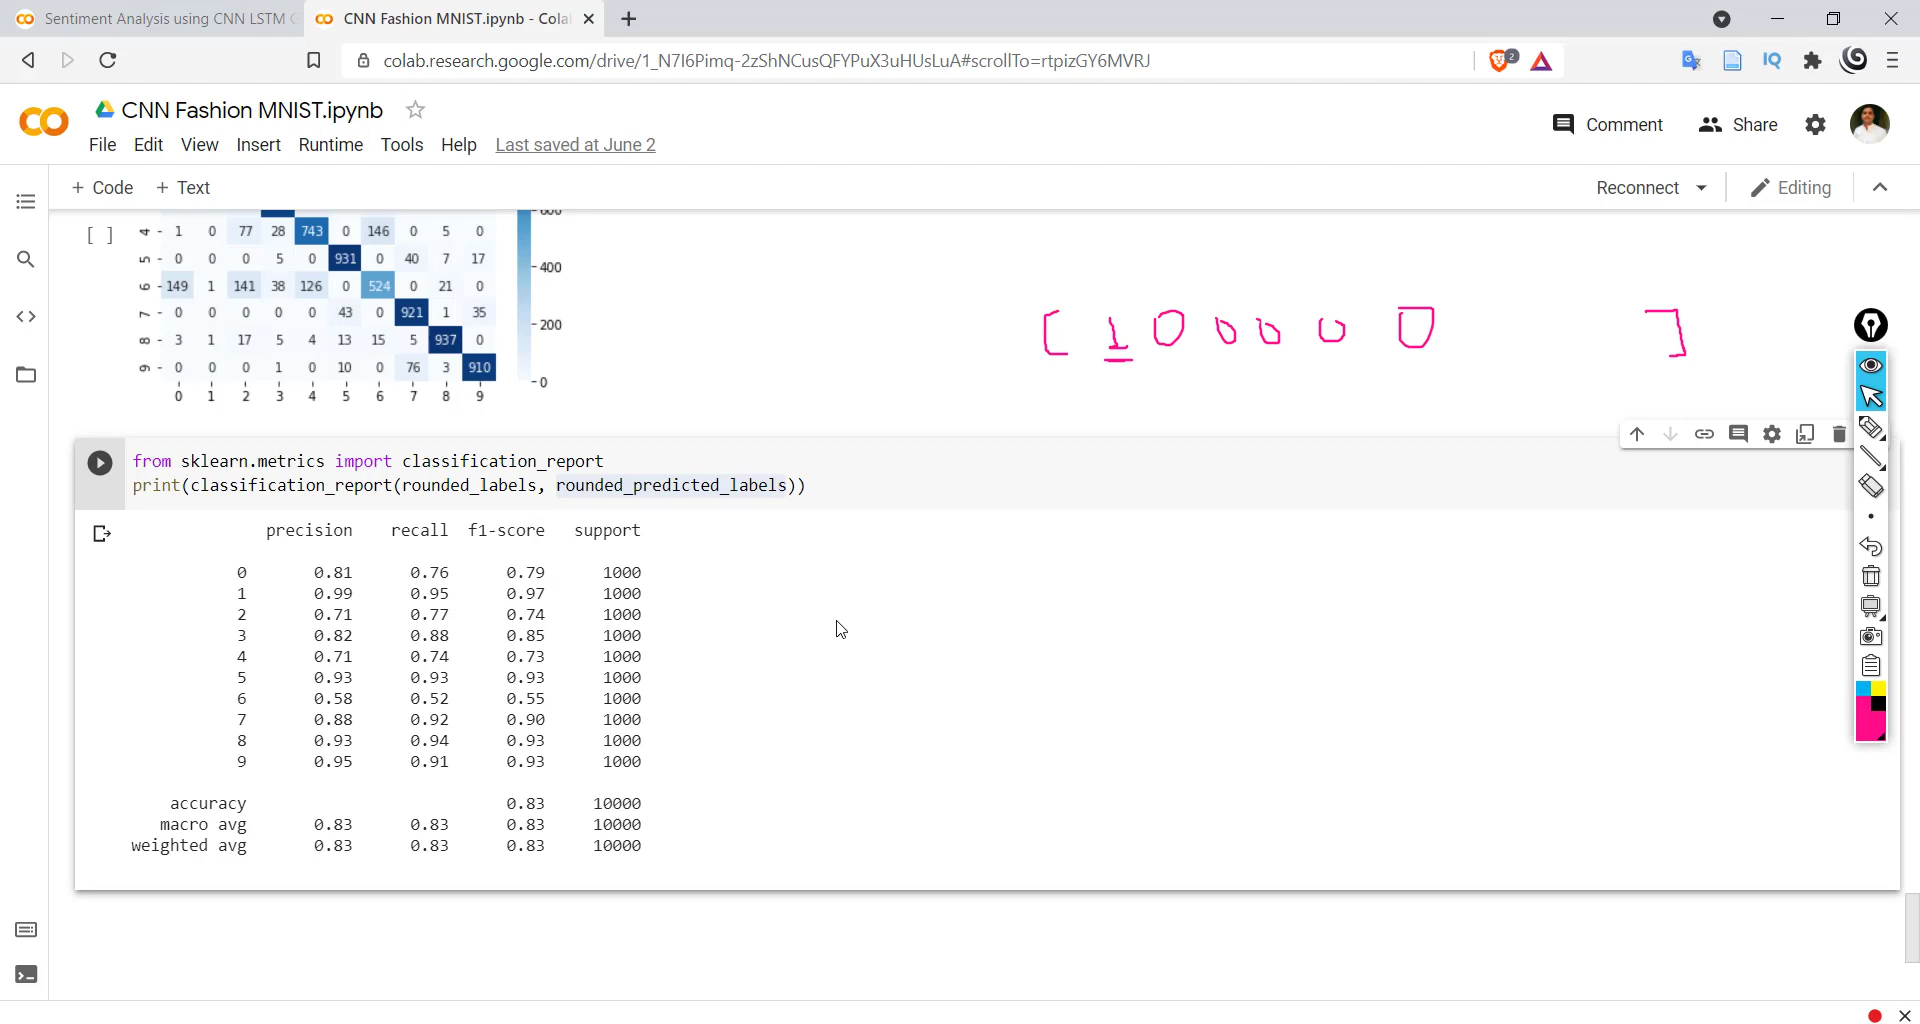 Sentiment Analysis using CNN LSTM
CNN Fashion MNIST.ipynb - Cola
colab.research.google.com/drive/1_N7I6Pimq-2zShNCusQFYPuX3uHUsLuA#scrollTo=rtpizGY6MVRJ
2
IQ
CNN Fashion MNIST.ipynb
Comment
Share
File Edit View Insert Runtime Tools Help Last saved at June 2
+ Code + Text
Reconnect
Editing
600
[ ] 4 - 1 0 77 28 743 0 146 0 5 0
5 - 0 0 0 5 0 931 0 40 7 17
400
6 - 149 1 141 38 126 0 524 0 21 0
7 - 0 0 0 0 0 43 0 921 1 35
200
8 - 3 1 17 5 4 13 15 5 937 0
9 - 0 0 0 1 0 10 0 76 3 910
0
0 1 2 3 4 5 6 7 8 9
[ 1 0 0 0 0 0 ]
from sklearn.metrics import classification_report
print(classification_report(rounded_labels, rounded_predicted_labels))
precision recall f1-score support
0 0.81 0.76 0.79 1000
1 0.99 0.95 0.97 1000
2 0.71 0.77 0.74 1000
3 0.82 0.88 0.85 1000
4 0.71 0.74 0.73 1000
5 0.93 0.93 0.93 1000
6 0.58 0.52 0.55 1000
7 0.88 0.92 0.90 1000
8 0.93 0.94 0.93 1000
9 0.95 0.91 0.93 1000
accuracy 0.83 10000
macro avg 0.83 0.83 0.83 10000
weighted avg 0.83 0.83 0.83 10000